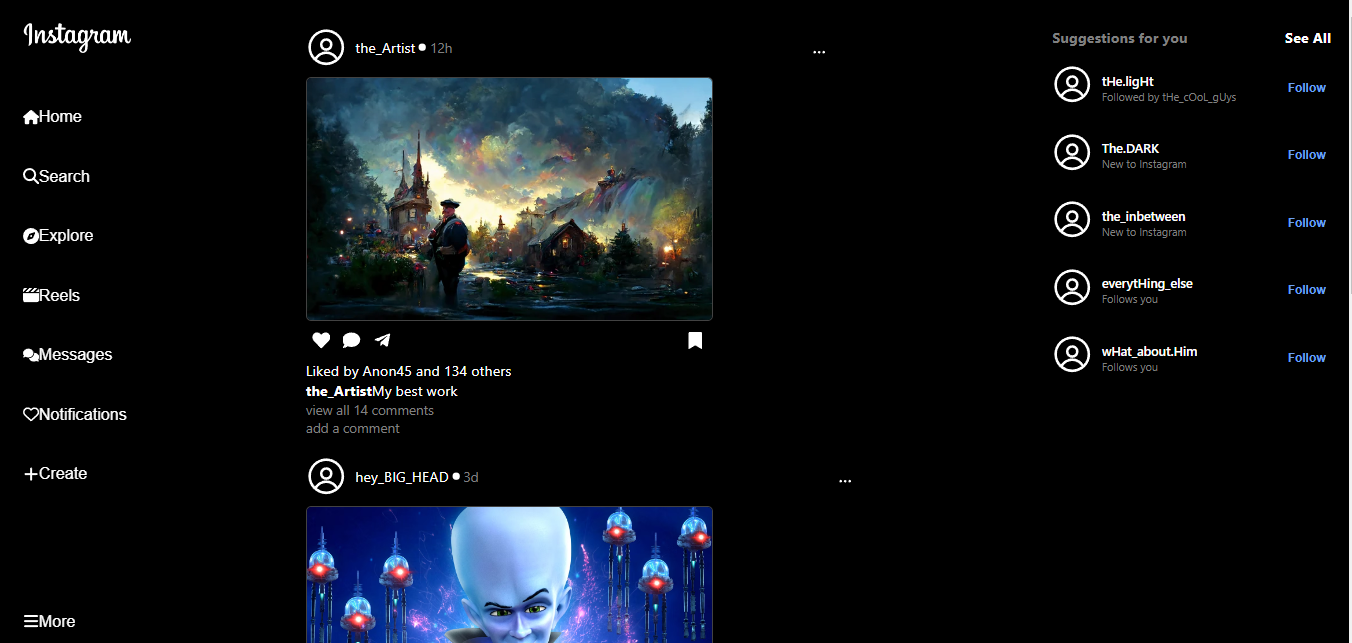 Instagram
Home
Search
Explore
Reels
Messages
Notifications
Create
More
the_Artist 12h
...
Liked by Anon45 and 134 others
the_ArtistMy best work
view all 14 comments
add a comment
hey_BIG_HEAD 3d
...
Suggestions for you See All
tHe.ligHt
Followed by tHe_cOoL_gUys
Follow
The.DARK
New to Instagram
Follow
the_inbetween
New to Instagram
Follow
everytHing_else
Follows you
Follow
wHat_about.Him
Follows you
Follow